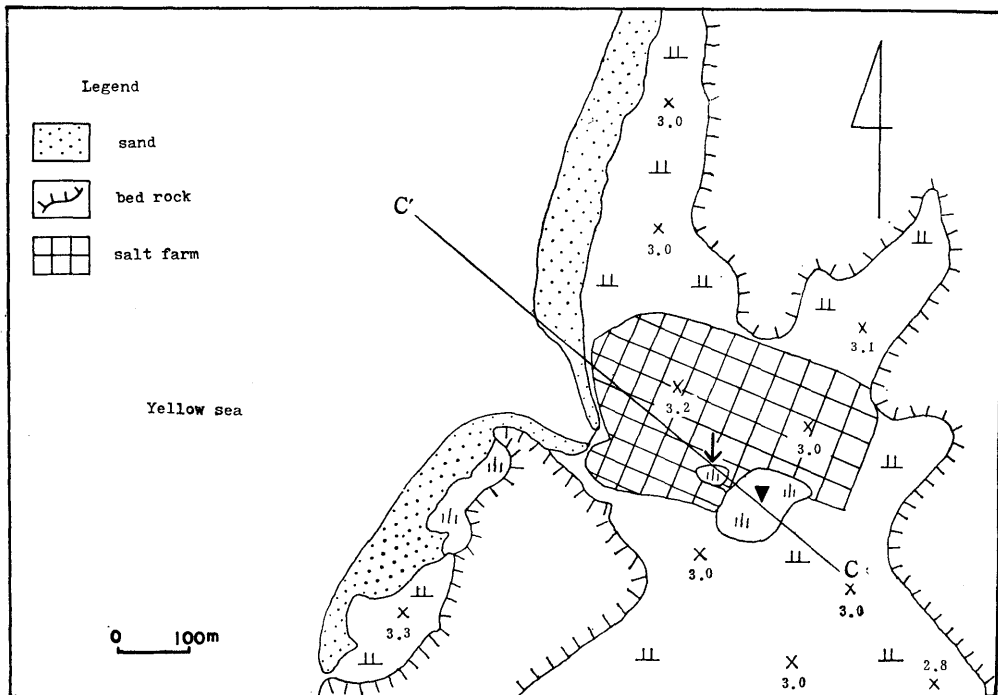 Legend
sand
bed rock
salt farm
Yellow sea
0 100m
C'
C
3.0
3.0
3.1
3.2
3.0
3.0
3.0
3.3
3.0
2.8